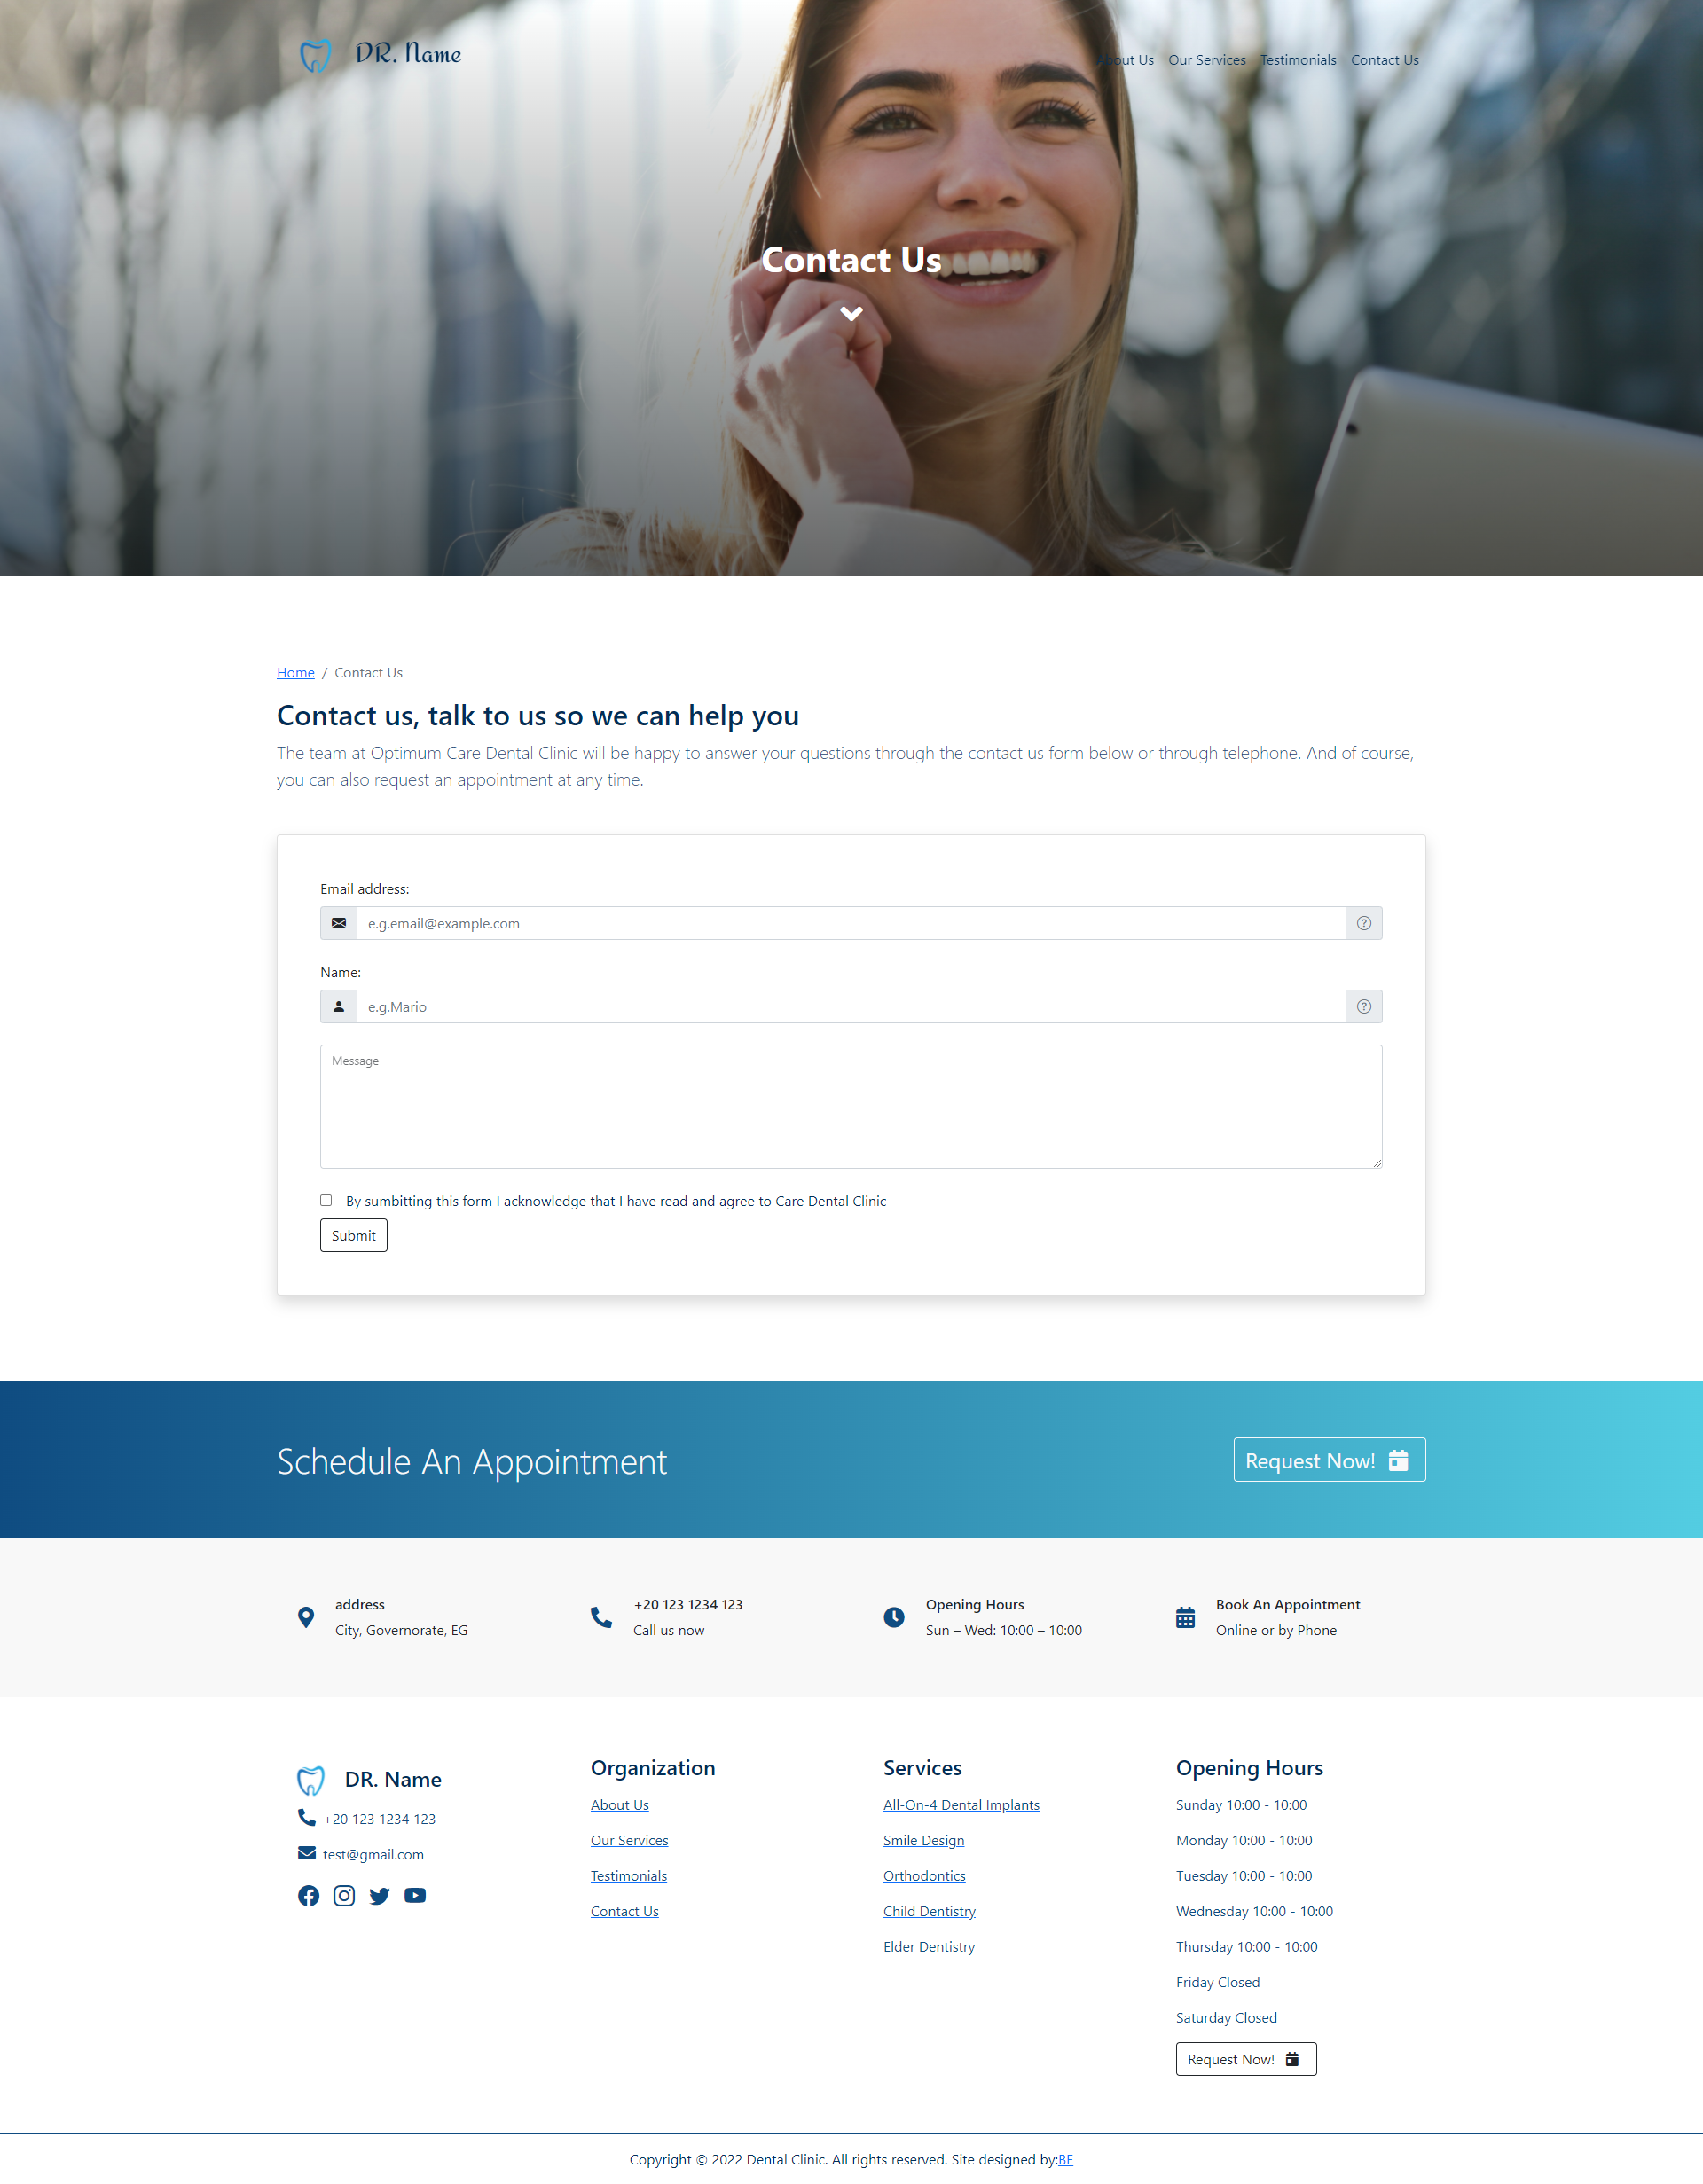 DR. Name
About Us Our Services Testimonials Contact Us
Contact Us
Home / Contact Us
Contact us, talk to us so we can help you
The team at Optimum Care Dental Clinic will be happy to answer your questions through the contact us form below or through telephone. And of course,
you can also request an appointment at any time.
Email address:
e.g.email@example.com
Name:
e.g.Mario
Message
By sumbitting this form I acknowledge that I have read and agree to Care Dental Clinic
Submit
Schedule An Appointment
Request Now!
address
City, Governorate, EG
+20 123 1234 123
Call us now
Opening Hours
Sun – Wed: 10:00 – 10:00
Book An Appointment
Online or by Phone
DR. Name
+20 123 1234 123
test@gmail.com
Organization
About Us
Our Services
Testimonials
Contact Us
Services
All-On-4 Dental Implants
Smile Design
Orthodontics
Child Dentistry
Elder Dentistry
Opening Hours
Sunday 10:00 - 10:00
Monday 10:00 - 10:00
Tuesday 10:00 - 10:00
Wednesday 10:00 - 10:00
Thursday 10:00 - 10:00
Friday Closed
Saturday Closed
Request Now!
Copyright © 2022 Dental Clinic. All rights reserved. Site designed by:BE